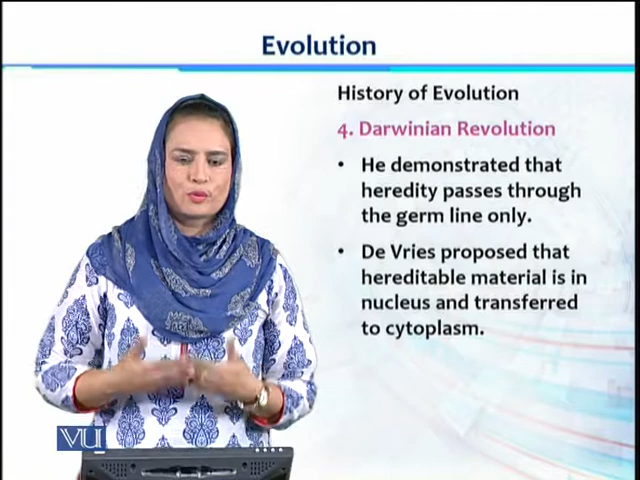 Evolution
History of Evolution
4. Darwinian Revolution
• He demonstrated that
heredity passes through
the germ line only.
• De Vries proposed that
hereditable material is in
nucleus and transferred
to cytoplasm.
VU